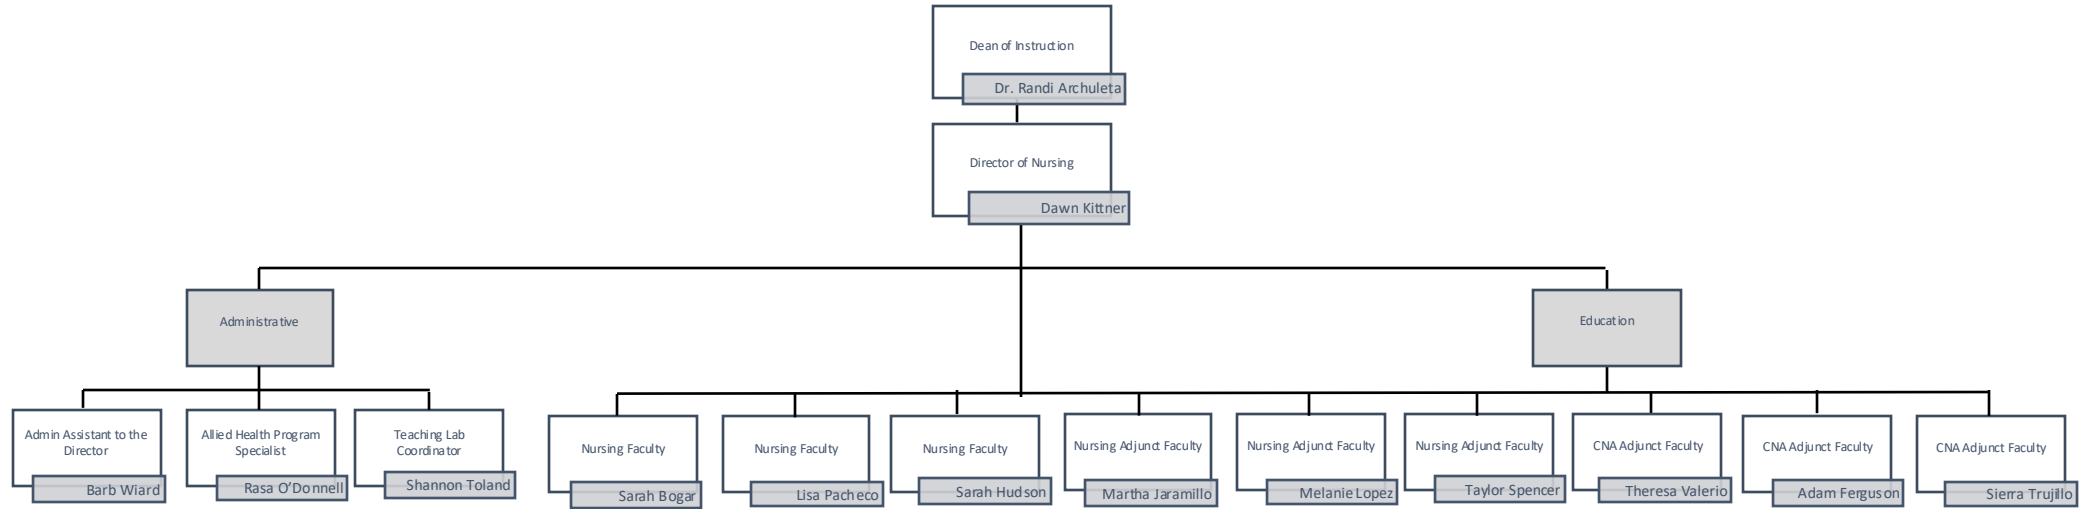 Dean of Instruction
Dr. Randi Archuleta
Director of Nursing
Dawn Kittner
Administrative
Education
Admin Assistant to the
Director
Barb Wiard
Allied Health Program
Specialist
Rasa O’Donnell
Teaching Lab
Coordinator
Shannon Toland
Nursing Faculty
Sarah Bogar
Nursing Faculty
Lisa Pacheco
Nursing Faculty
Sarah Hudson
Nursing Adjunct Faculty
Martha Jaramillo
Nursing Adjunct Faculty
Melanie Lopez
Nursing Adjunct Faculty
Taylor Spencer
CNA Adjunct Faculty
Theresa Valerio
CNA Adjunct Faculty
Adam Ferguson
CNA Adjunct Faculty
Sierra Trujillo